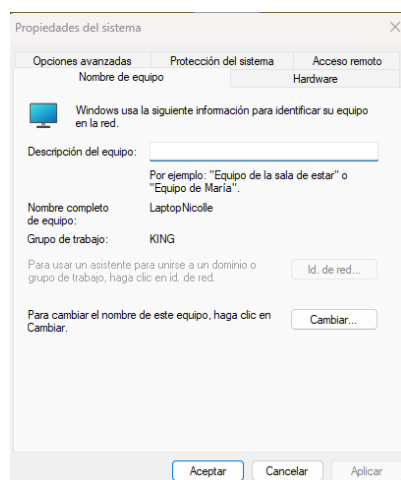 Propiedades del sistema
Opciones avanzadas
Protección del sistema
Acceso remoto
Nombre de equipo
Hardware
Windows usa la siguiente información para identificar su equipo
en la red.
Descripción del equipo:
Por ejemplo: "Equipo de la sala de estar" o
"Equipo de María".
Nombre completo
de equipo:
LaptopNicolle
Grupo de trabajo:
KING
Para usar un asistente para unirse a un dominio o
grupo de trabajo, haga clic en id. de red.
Id. de red...
Para cambiar el nombre de este equipo, haga clic en
Cambiar.
Cambiar...
Aceptar
Cancelar
Aplicar